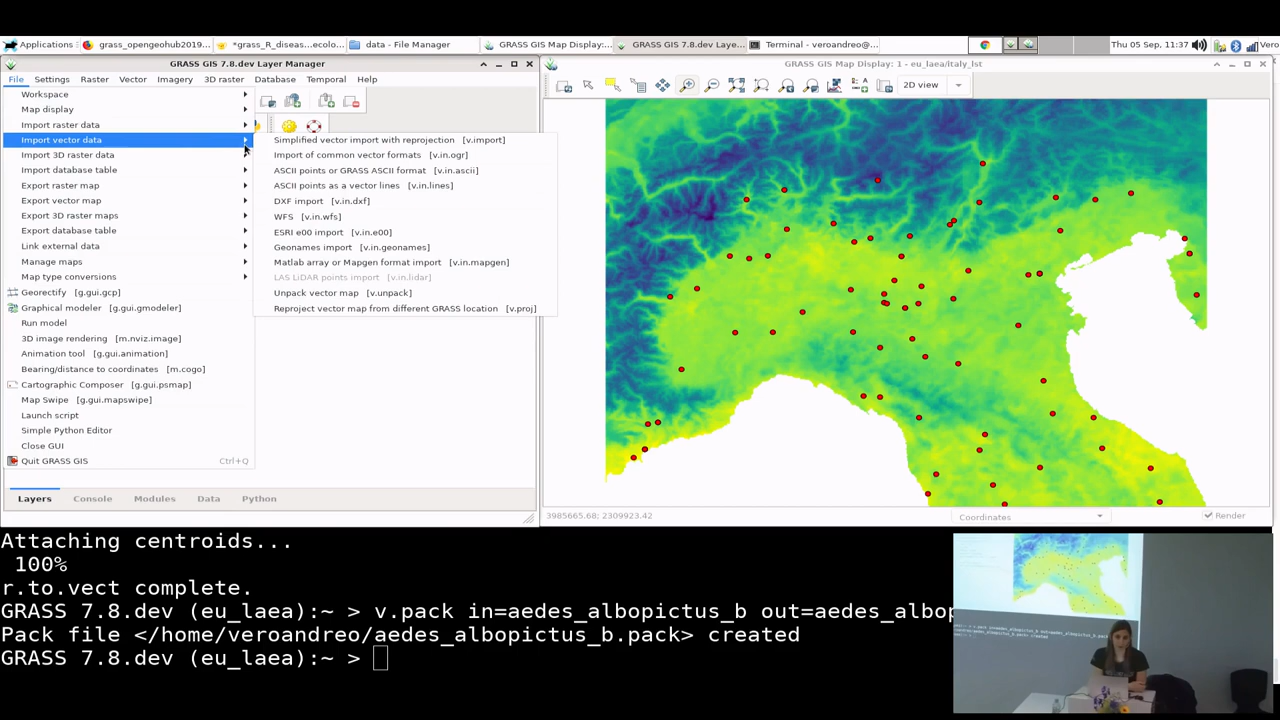 Applications
grass_opengeohub2019...
*grass_R_diseas...ecolo...
data - File Manager
GRASS GIS Map Display:...
GRASS GIS 7.8.dev Laye...
Terminal - veroandreo@...
Thu 05 Sep, 11:37
Vero
GRASS GIS 7.8.dev Layer Manager
GRASS GIS Map Display: 1 - eu_laea/italy_lst
File Settings Raster Vector Imagery 3D raster Database Temporal Help
2D view
Workspace
Map display
Import raster data
Import vector data
Import 3D raster data
Import database table
Export raster map
Export vector map
Export 3D raster maps
Export database table
Link external data
Manage maps
Map type conversions
Georectify [g.gui.gcp]
Graphical modeler [g.gui.gmodeler]
Run model
3D image rendering [m.nviz.image]
Animation tool [g.gui.animation]
Bearing/distance to coordinates [m.cogo]
Cartographic Composer [g.gui.psmap]
Map Swipe [g.gui.mapswipe]
Launch script
Simple Python Editor
Close GUI
Quit GRASS GIS Ctrl+Q
Simplified vector import with reprojection [v.import]
Import of common vector formats [v.in.ogr]
ASCII points or GRASS ASCII format [v.in.ascii]
ASCII points as a vector lines [v.in.lines]
DXF import [v.in.dxf]
WFS [v.in.wfs]
ESRI e00 import [v.in.e00]
Geonames import [v.in.geonames]
Matlab array or Mapgen format import [v.in.mapgen]
LAS LiDAR points import [v.in.lidar]
Unpack vector map [v.unpack]
Reproject vector map from different GRASS location [v.proj]
Layers Console Modules Data Python
3985665.68; 2309923.42
Coordinates
Render
Attaching centroids...
100%
r.to.vect complete.
GRASS 7.8.dev (eu_laea):~ > v.pack in=aedes_albopictus_b out=aedes_albop
Pack file </home/veroandreo/aedes_albopictus_b.pack> created
GRASS 7.8.dev (eu_laea):~ >